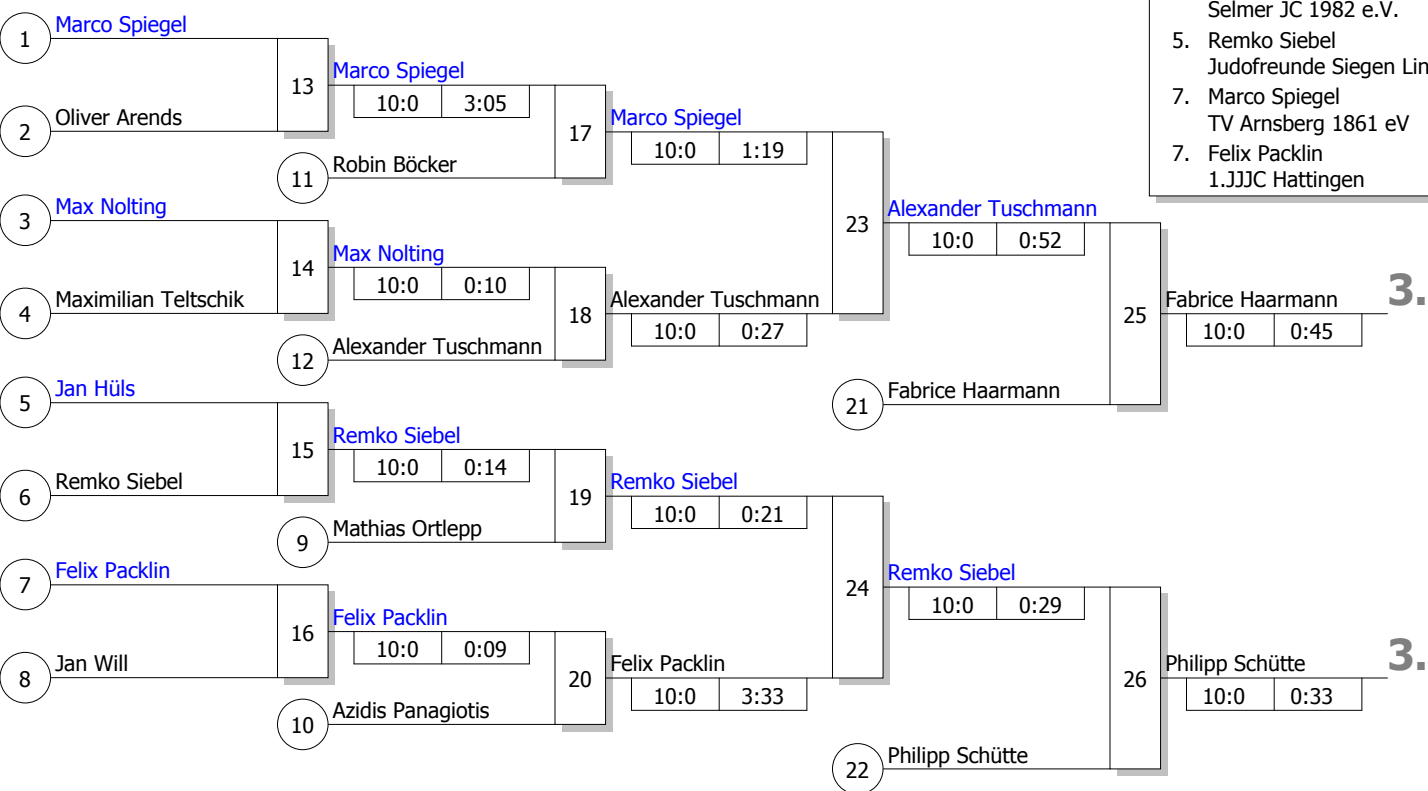 Selmer JC 1982 e.V.
5. Remko Siebel
Judofreunde Siegen Lin
7. Marco Spiegel
TV Arnsberg 1861 eV
7. Felix Packlin
1.JJJC Hattingen
1 Marco Spiegel
2 Oliver Arends
13 Marco Spiegel
10:0 3:05
11 Robin Böcker
17 Marco Spiegel
10:0 1:19
3 Max Nolting
4 Maximilian Teltschik
14 Max Nolting
10:0 0:10
12 Alexander Tuschmann
18 Alexander Tuschmann
10:0 0:27
23 Alexander Tuschmann
10:0 0:52
21 Fabrice Haarmann
25 Fabrice Haarmann 3.
10:0 0:45
5 Jan Hüls
6 Remko Siebel
15 Remko Siebel
10:0 0:14
9 Mathias Ortlepp
19 Remko Siebel
10:0 0:21
7 Felix Packlin
8 Jan Will
16 Felix Packlin
10:0 0:09
10 Azidis Panagiotis
20 Felix Packlin
10:0 3:33
24 Remko Siebel
10:0 0:29
22 Philipp Schütte
26 Philipp Schütte 3.
10:0 0:33